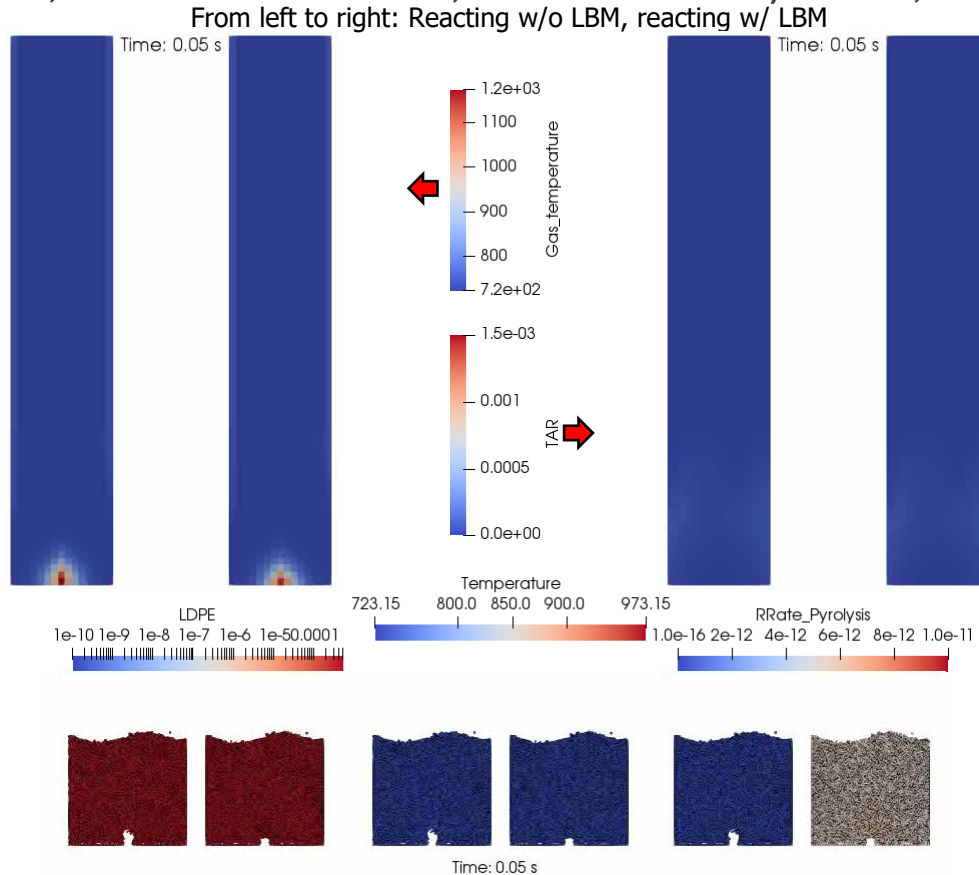 From left to right: Reacting w/o LBM, reacting w/ LBM
Time: 0.05 s
Time: 0.05 s
1.2e+03
1100
1000
900
800
7.2e+02
Gas_temperature
1.5e-03
0.001
0.0005
0.0e+00
TAR
LDPE
1e-10 1e-9 1e-8 1e-7 1e-6 1e-50.0001
Temperature
723.15 800.0 850.0 900.0 973.15
RRate_Pyrolysis
1.0e-16 2e-12 4e-12 6e-12 8e-12 1.0e-11
Time: 0.05 s